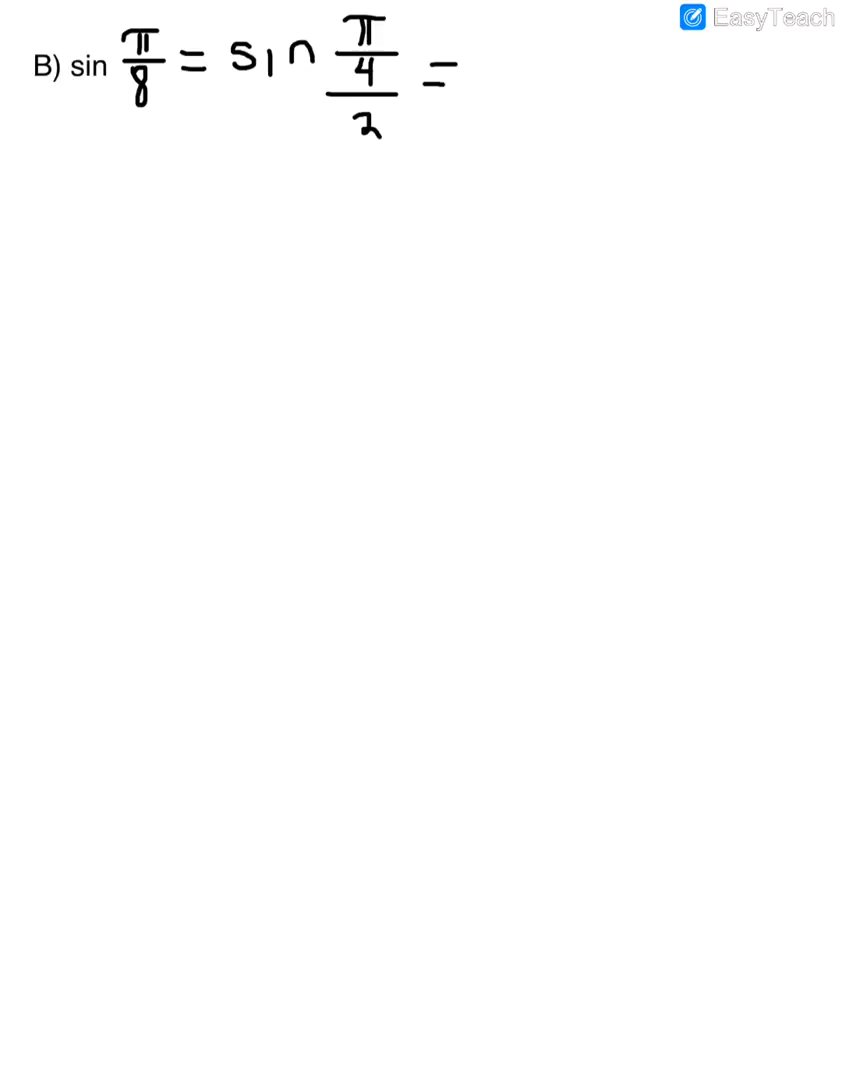 EasyTeach
B) sin π/8 = sin π/4/2 =